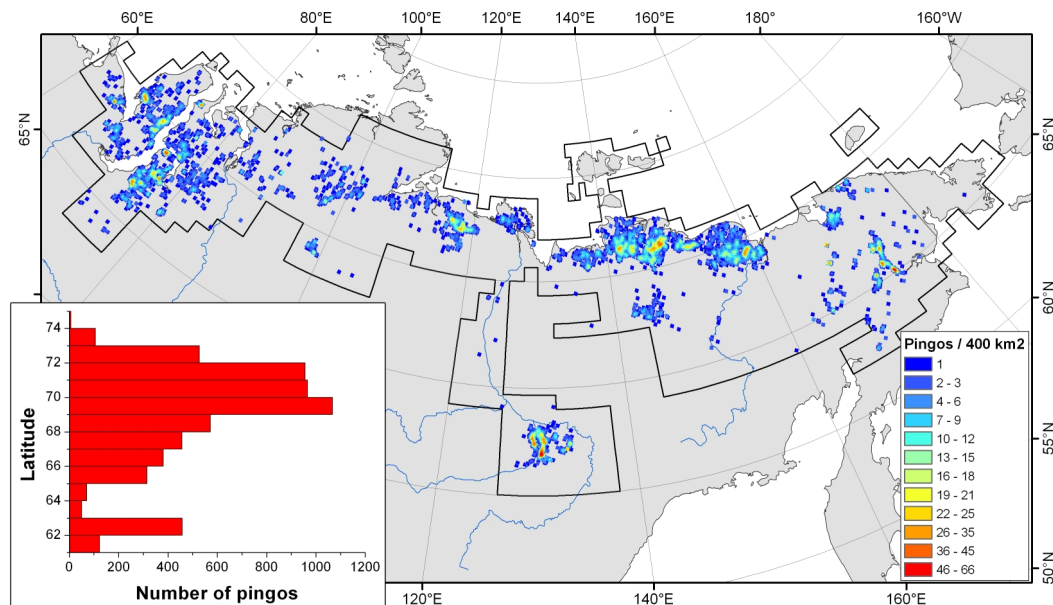 60°E 80°E 100°E 120°E 140°E 160°E 180° 160°W
65°N
65°N
60°N
55°N
50°N
120°E 140°E 160°E
Latitude
74
72
70
68
66
64
62
0 200 400 600 800 1000 1200
Number of pingos
Pingos / 400 km2
1
2 - 3
4 - 6
7 - 9
10 - 12
13 - 15
16 - 18
19 - 21
22 - 25
26 - 35
36 - 45
46 - 66